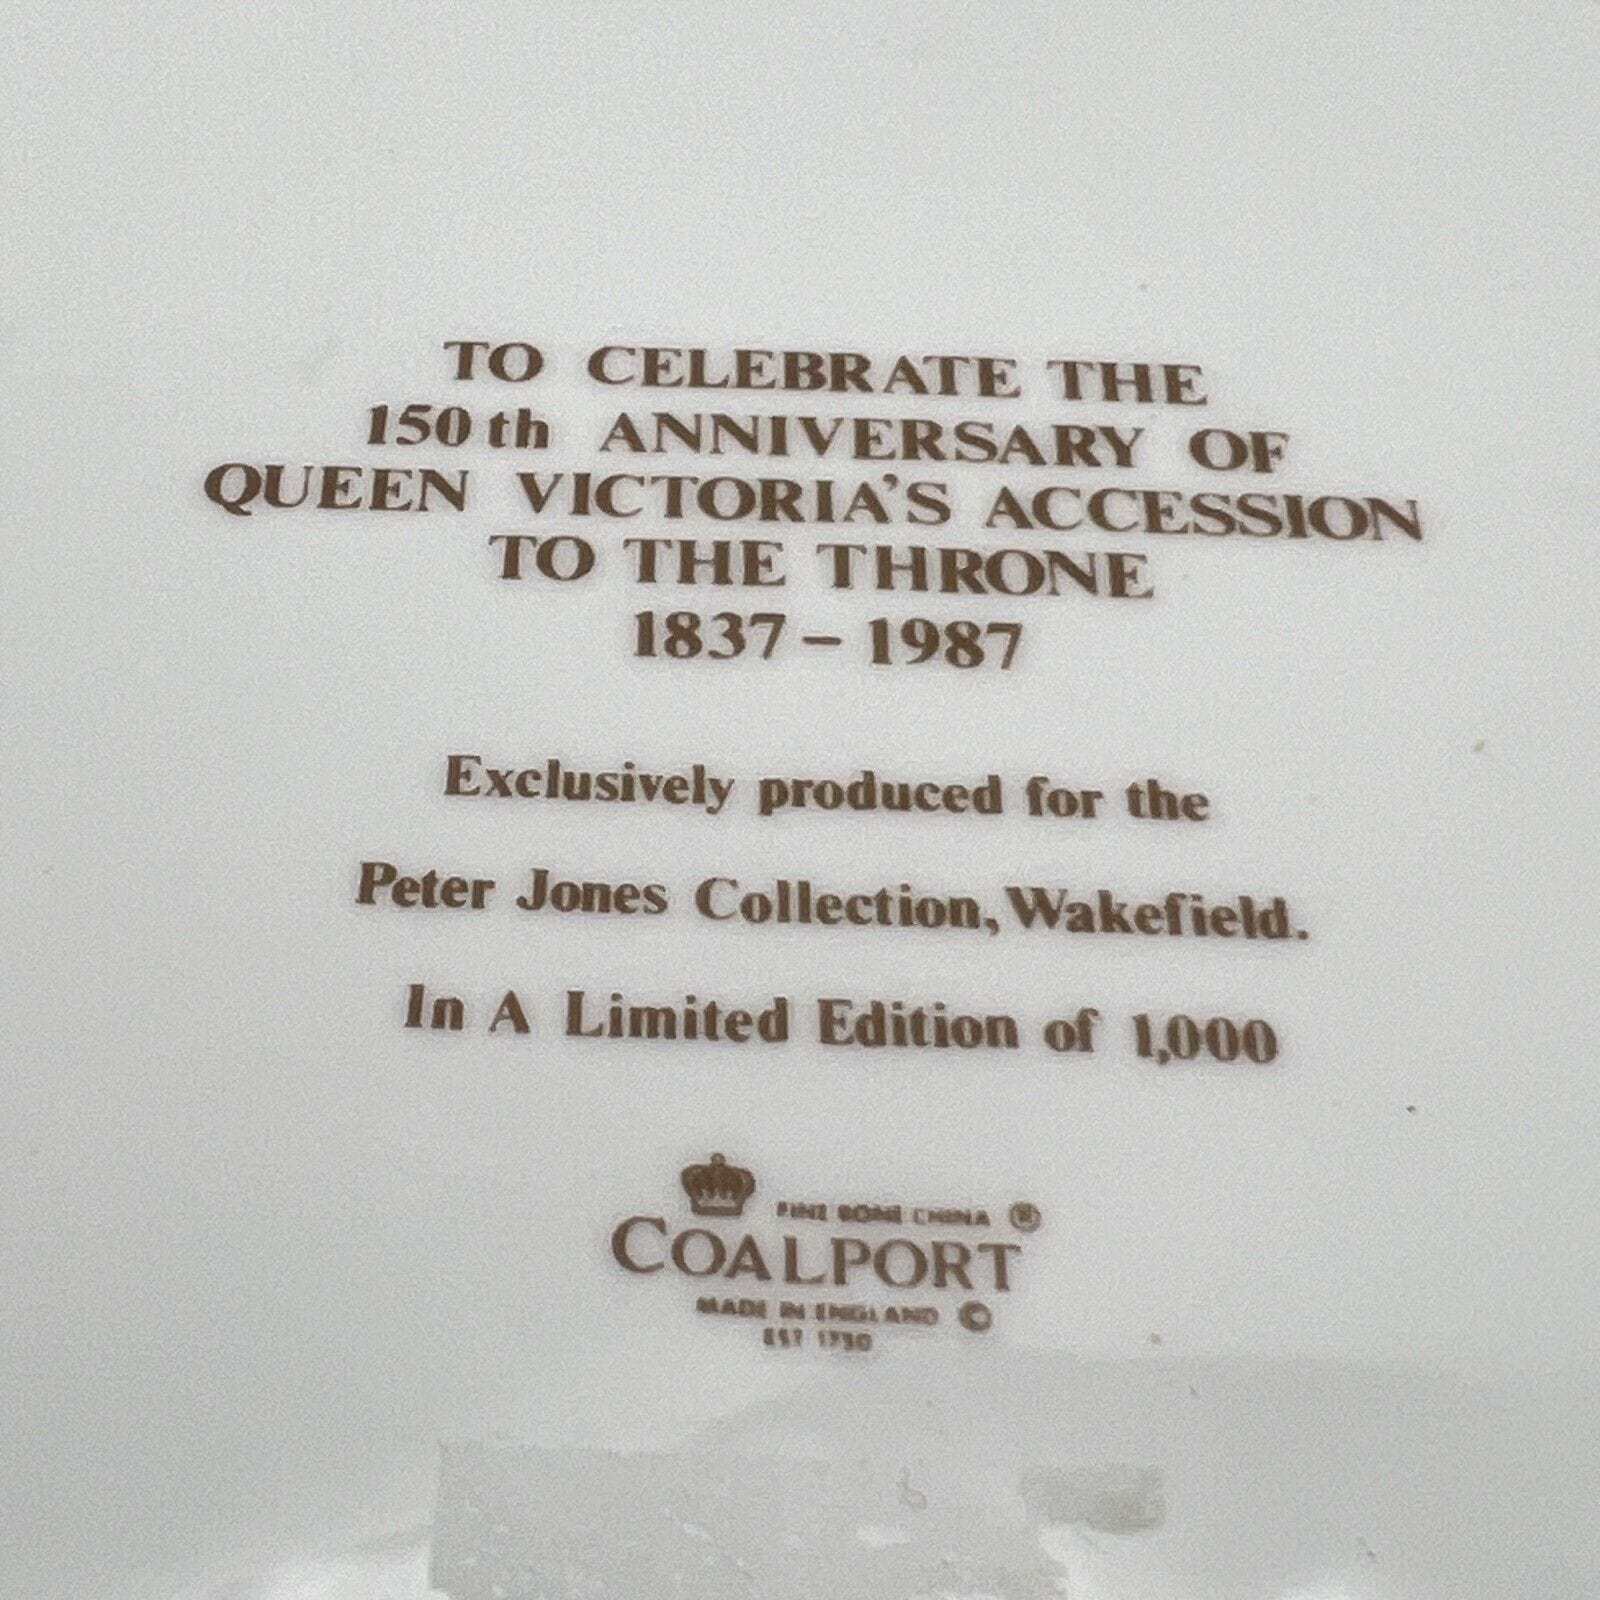 TO CELEBRATE THE
150th ANNIVERSARY OF
QUEEN VICTORIA'S ACCESSION
TO THE THRONE
1837 – 1987
Exclusively produced for the
Peter Jones Collection, Wakefield.
In A Limited Edition of 1,000
FINE BONE CHINA ®
COALPORT
MADE IN ENGLAND ©
EST 1750